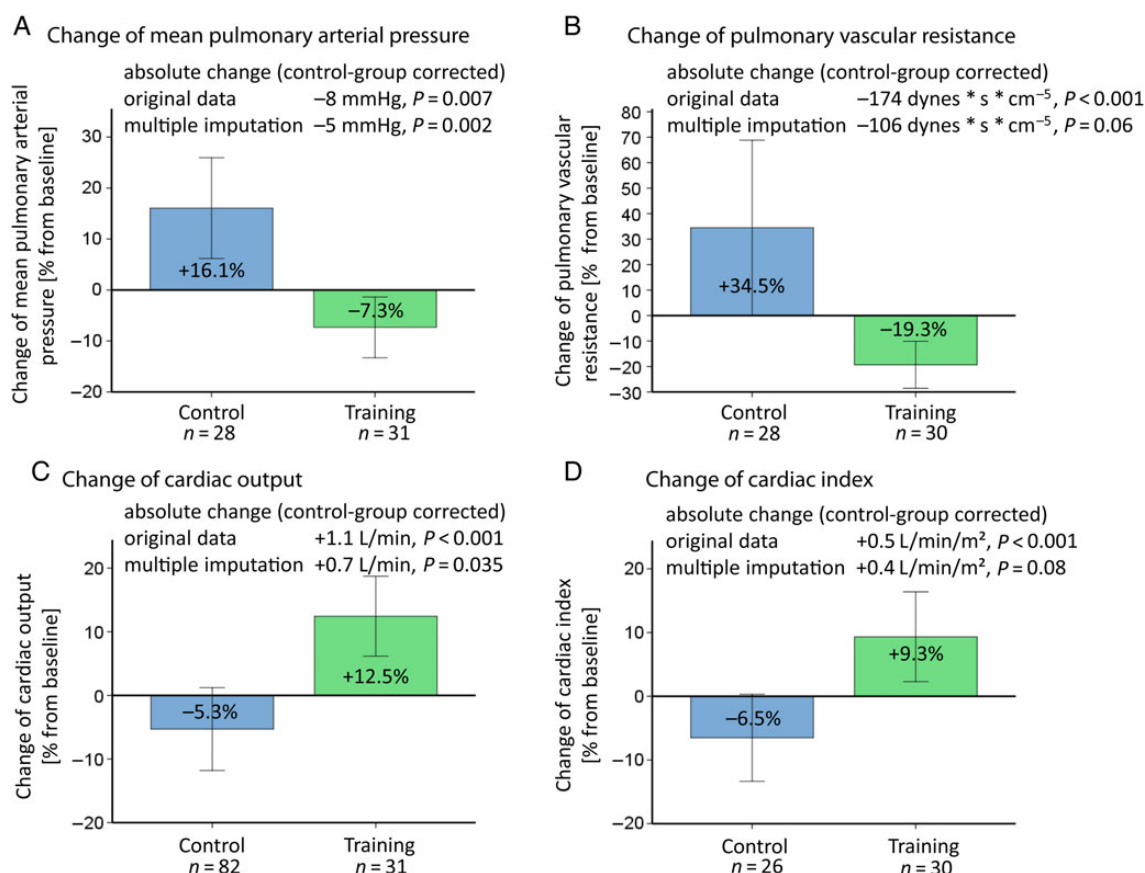 A Change of mean pulmonary arterial pressure
absolute change (control-group corrected)
original data –8 mmHg, P = 0.007
multiple imputation –5 mmHg, P = 0.002
Change of mean pulmonary arterial
pressure [% from baseline]
30
20
10
0
–10
–20
+16.1%
–7.3%
Control
n = 28
Training
n = 31
B Change of pulmonary vascular resistance
absolute change (control-group corrected)
original data –174 dynes * s * cm⁻⁵, P < 0.001
multiple imputation –106 dynes * s * cm⁻⁵, P = 0.06
Change of pulmonary vascular
resistance [% from baseline]
80
70
60
50
40
30
20
10
0
–10
–20
–30
+34.5%
–19.3%
Control
n = 28
Training
n = 30
C Change of cardiac output
absolute change (control-group corrected)
original data +1.1 L/min, P < 0.001
multiple imputation +0.7 L/min, P = 0.035
Change of cardiac output
[% from baseline]
20
10
0
–10
–20
–5.3%
+12.5%
Control
n = 82
Training
n = 31
D Change of cardiac index
absolute change (control-group corrected)
original data +0.5 L/min/m², P < 0.001
multiple imputation +0.4 L/min/m², P = 0.08
Change of cardiac index
[% from baseline]
20
10
0
–10
–20
–6.5%
+9.3%
Control
n = 26
Training
n = 30